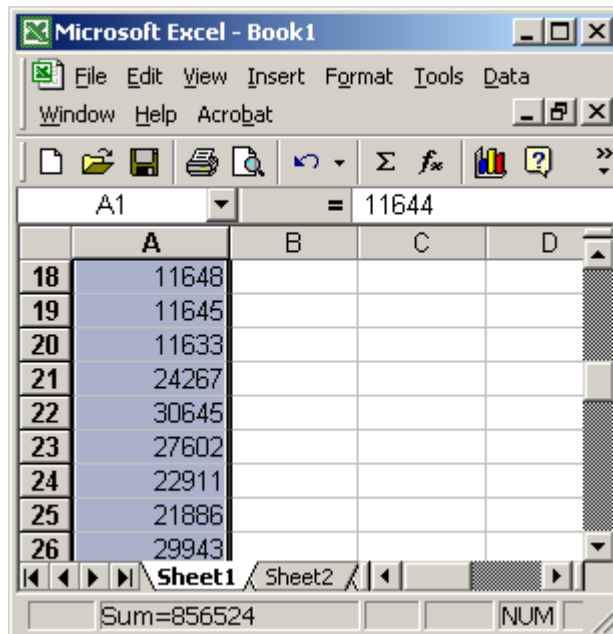 Microsoft Excel - Book1
File Edit View Insert Format Tools Data
Window Help Acrobat
Σ fx ? »
A1 = 11644
A B C D
18 11648
19 11645
20 11633
21 24267
22 30645
23 27602
24 22911
25 21886
26 29943
Sheet1 Sheet2
Sum=856524 NUM